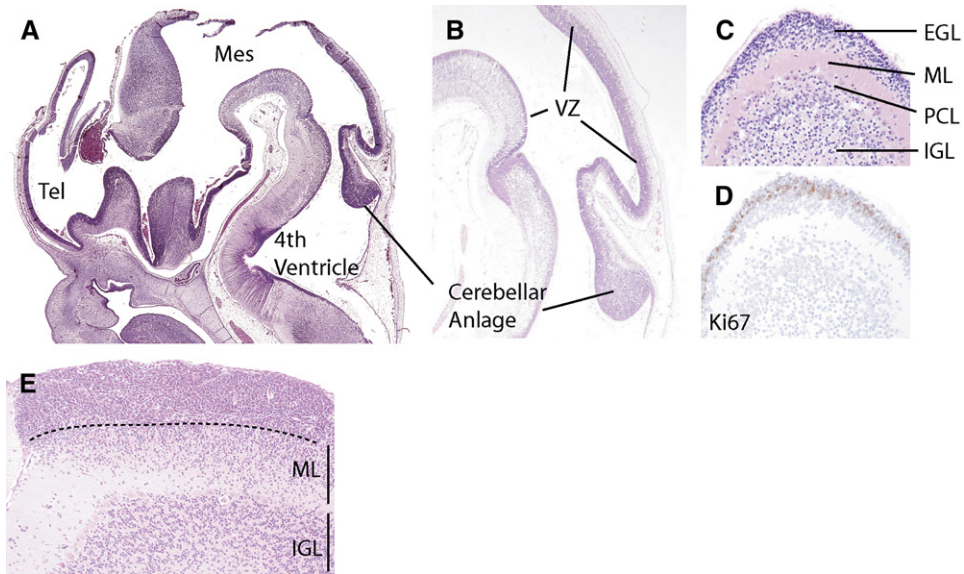 A
Mes
Tel
4th
Ventricle
B
VZ
Cerebellar
Anlage
C
EGL
ML
PCL
IGL
D
Ki67
E
ML
IGL